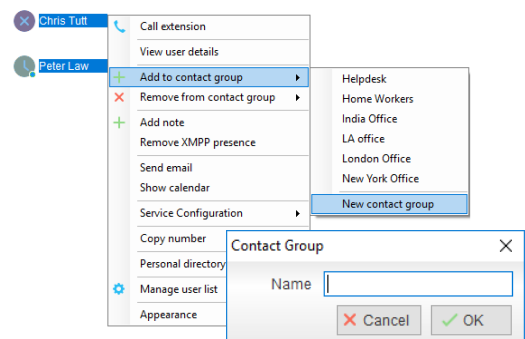 Chris Tutt
Peter Law
Call extension
View user details
Add to contact group
Remove from contact group
Add note
Remove XMPP presence
Send email
Show calendar
Service Configuration
Copy number
Personal directory
Manage user list
Appearance
Helpdesk
Home Workers
India Office
LA office
London Office
New York Office
New contact group
Contact Group
Name
Cancel
OK